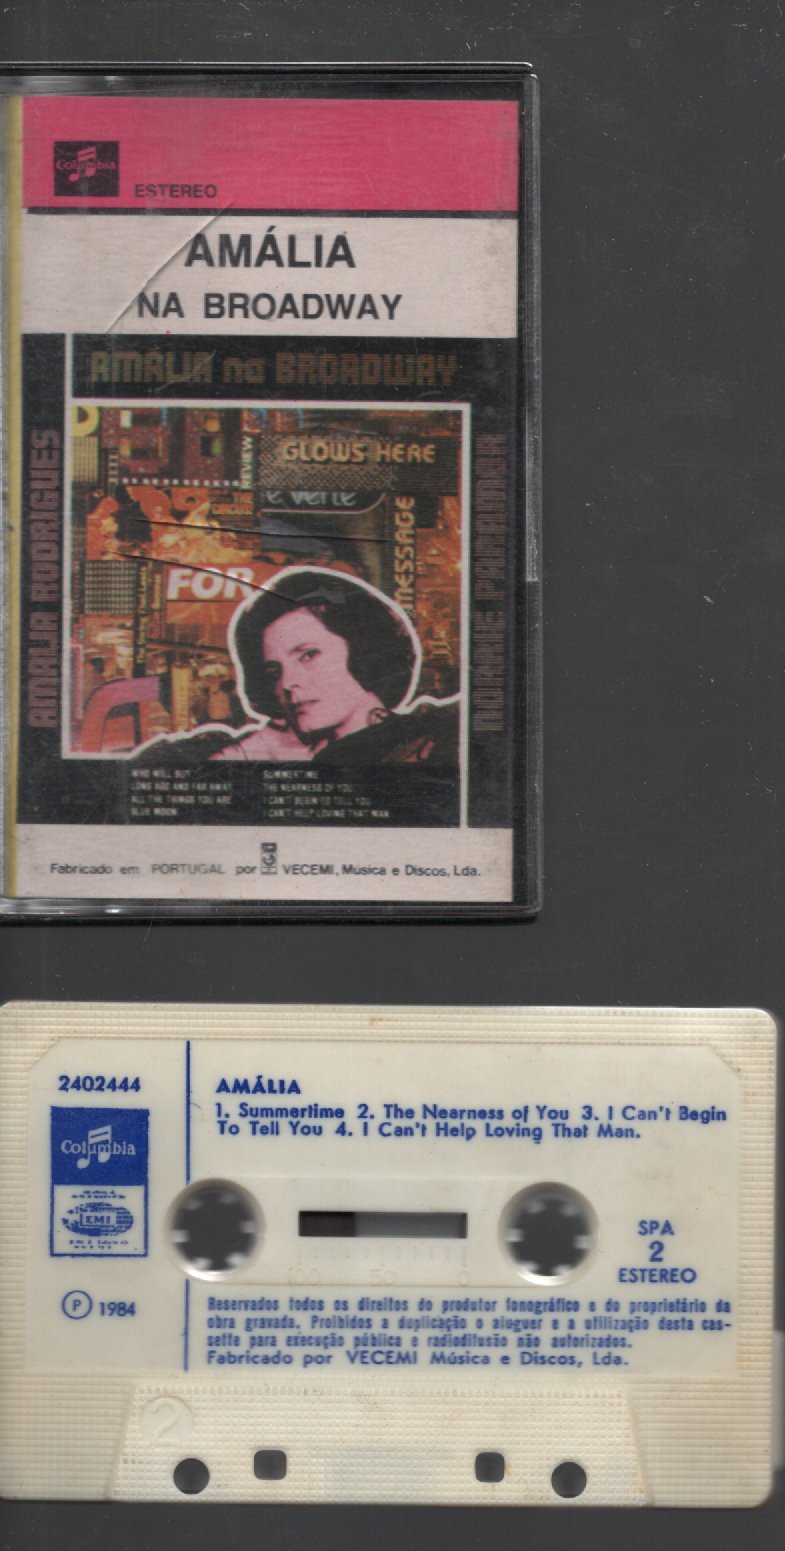 Columbia
ESTEREO
AMÁLIA
NA BROADWAY
AMÁLIA na BROADWAY
AMÁLIA RODRIGUES
GLOWS HERE
REVIEW
e verte
MESSAGE
FOR
WHO WILL BUY
LONG AGO AND FAR AWAY
ALL THE THINGS YOU ARE
BLUE MOON
SUMMERTIME
THE NEARNESS OF YOU
I CAN'T BEGIN TO TELL YOU
I CAN'T HELP LOVING THAT MAN
Fabricado em PORTUGAL por VECEMI, Música e Discos, Lda.
2402444
Columbia
EMI
℗ 1984
AMÁLIA
1. Summertime 2. The Nearness of You 3. I Can't Begin
To Tell You 4. I Can't Help Loving That Man.
100 5 0
SPA
2
ESTEREO
Reservados todos os direitos do produtor fonográfico e do proprietário da
obra gravada. Proibidos a duplicação o aluguer e a utilização desta cas-
sette para execução pública e radiodifusão não autorizados.
Fabricado por VECEMI Música e Discos, Lda.
2